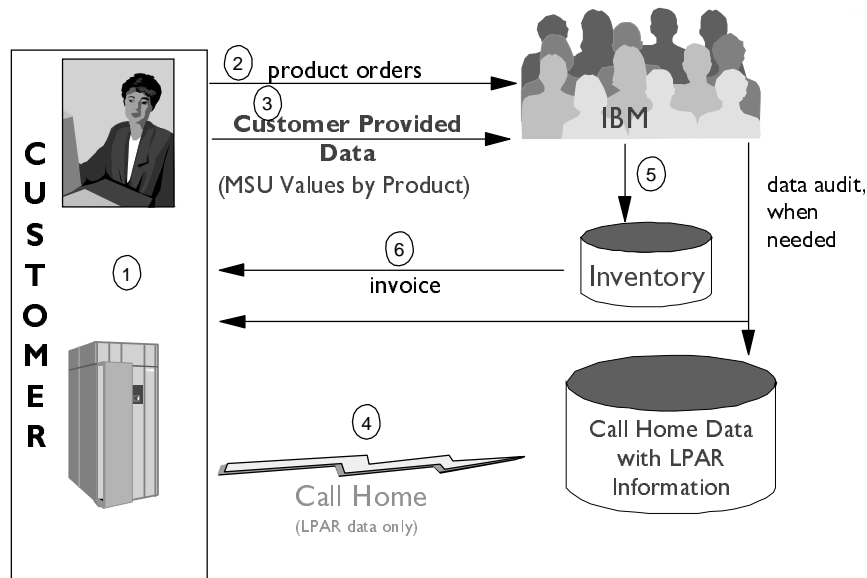 2
product orders
3
Customer Provided
Data
(MSU Values by Product)
IBM
5
data audit,
when
needed
CUSTOMER
1
6
invoice
Inventory
4
Call Home
(LPAR data only)
Call Home Data
with LPAR
Information